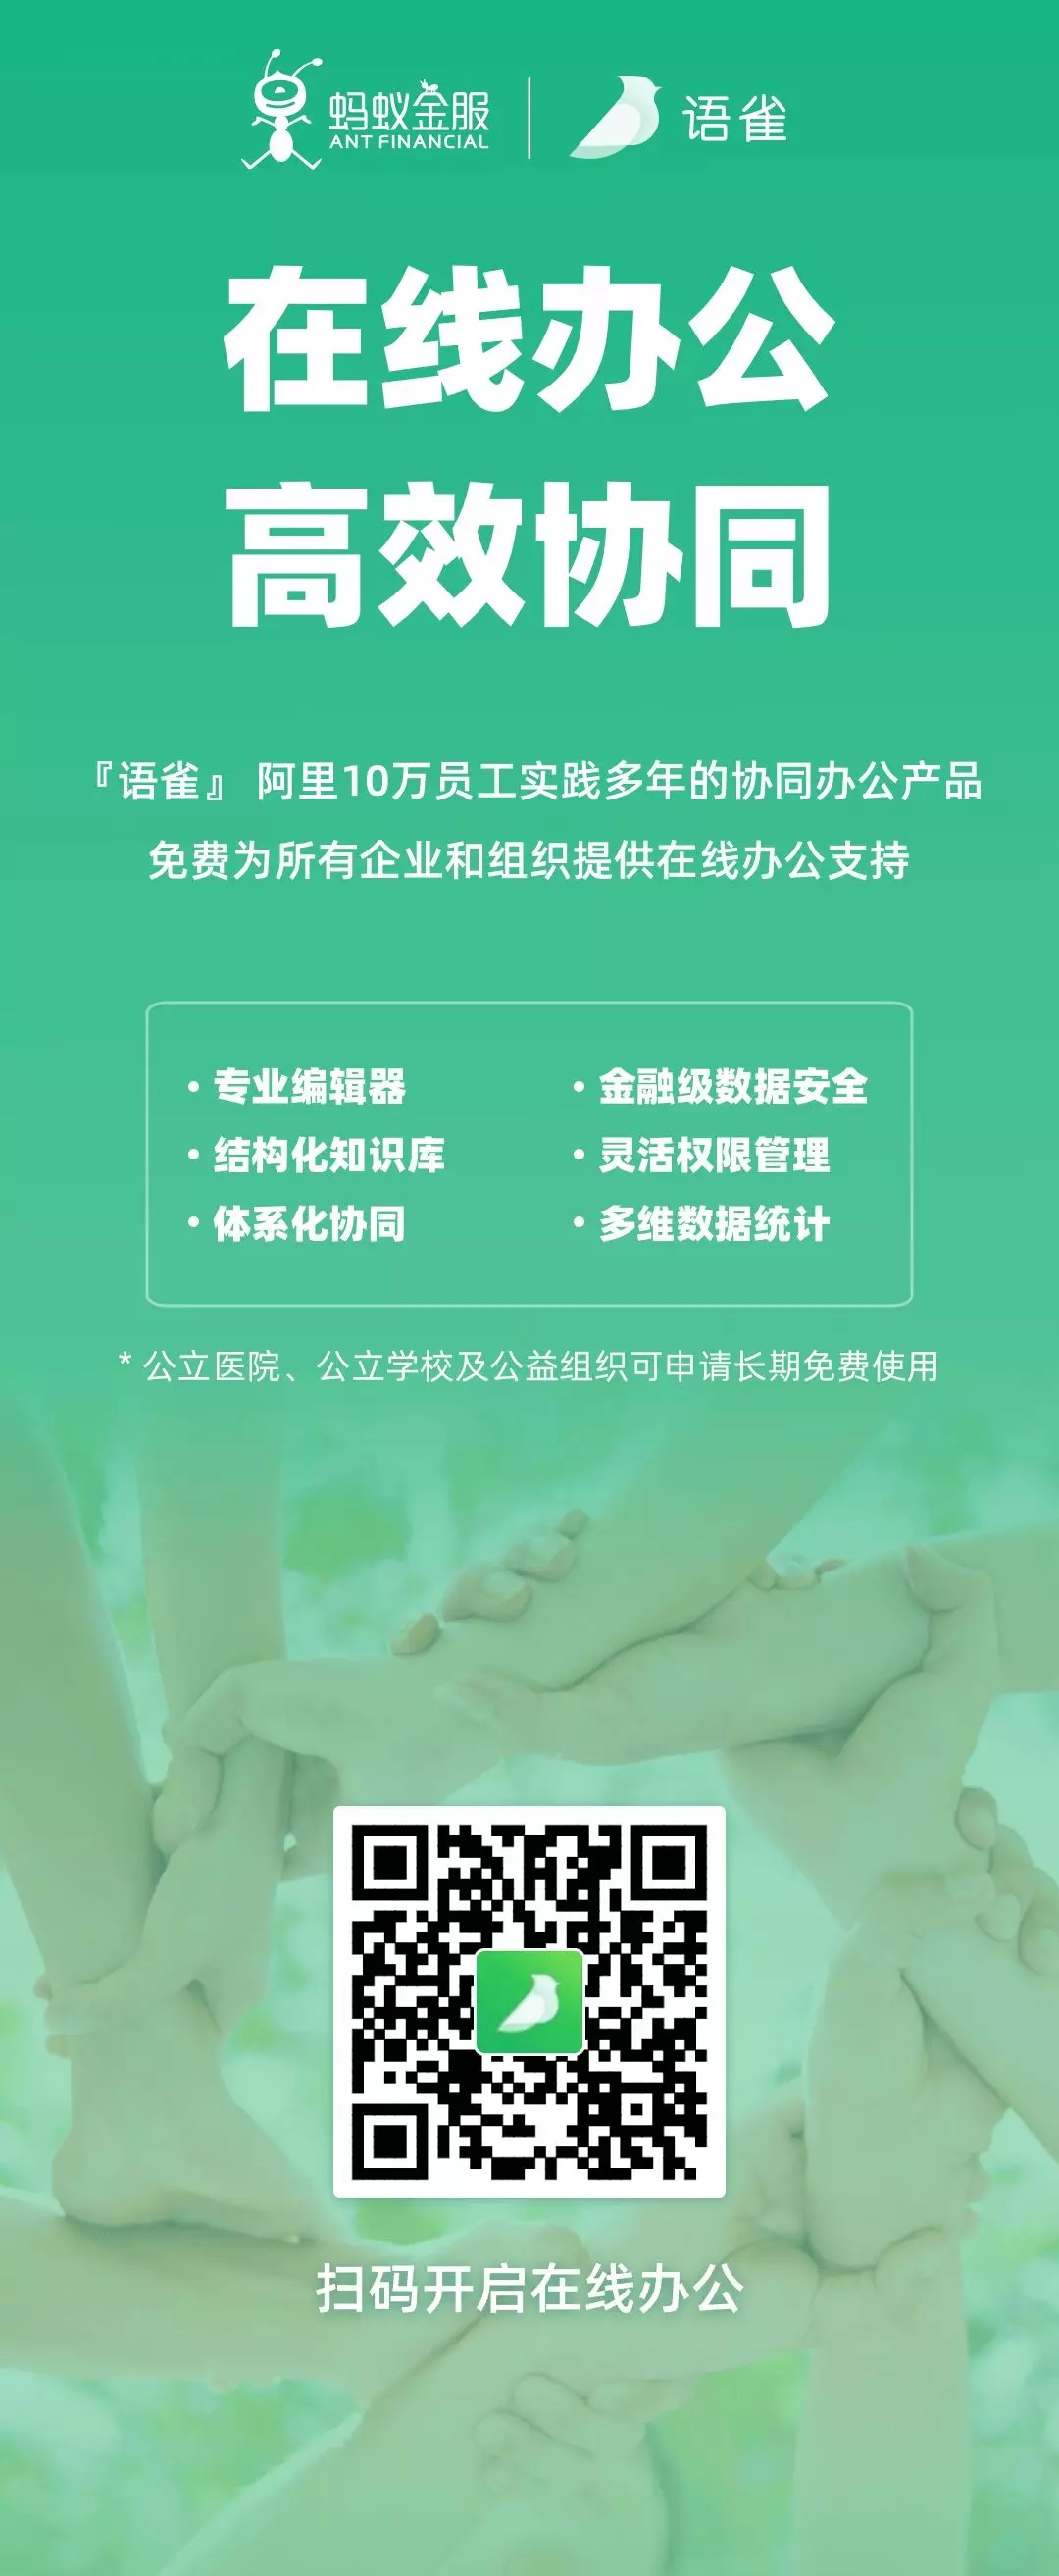 蚂蚁金服
ANT FINANCIAL
语雀
在线办公
高效协同
『语雀』 阿里10万员工实践多年的协同办公产品
免费为所有企业和组织提供在线办公支持
• 专业编辑器
• 金融级数据安全
• 结构化知识库
• 灵活权限管理
• 体系化协同
• 多维数据统计
* 公立医院、公立学校及公益组织可申请长期免费使用
扫码开启在线办公